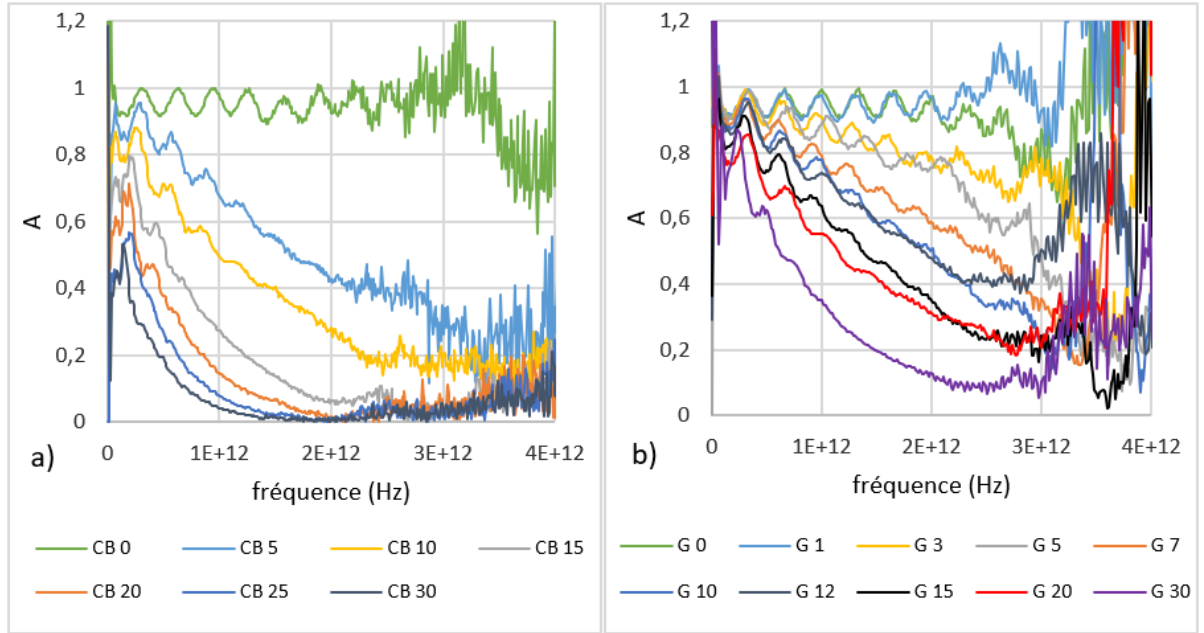 1,2
1
0,8
0,6
0,4
0,2
0
A
0 1E+12 2E+12 3E+12 4E+12
a)
fréquence (Hz)
CB 0 CB 5 CB 10 CB 15
CB 20 CB 25 CB 30
1,2
1
0,8
0,6
0,4
0,2
0
A
0 1E+12 2E+12 3E+12 4E+12
b)
fréquence (Hz)
G 0 G 1 G 3 G 5 G 7
G 10 G 12 G 15 G 20 G 30